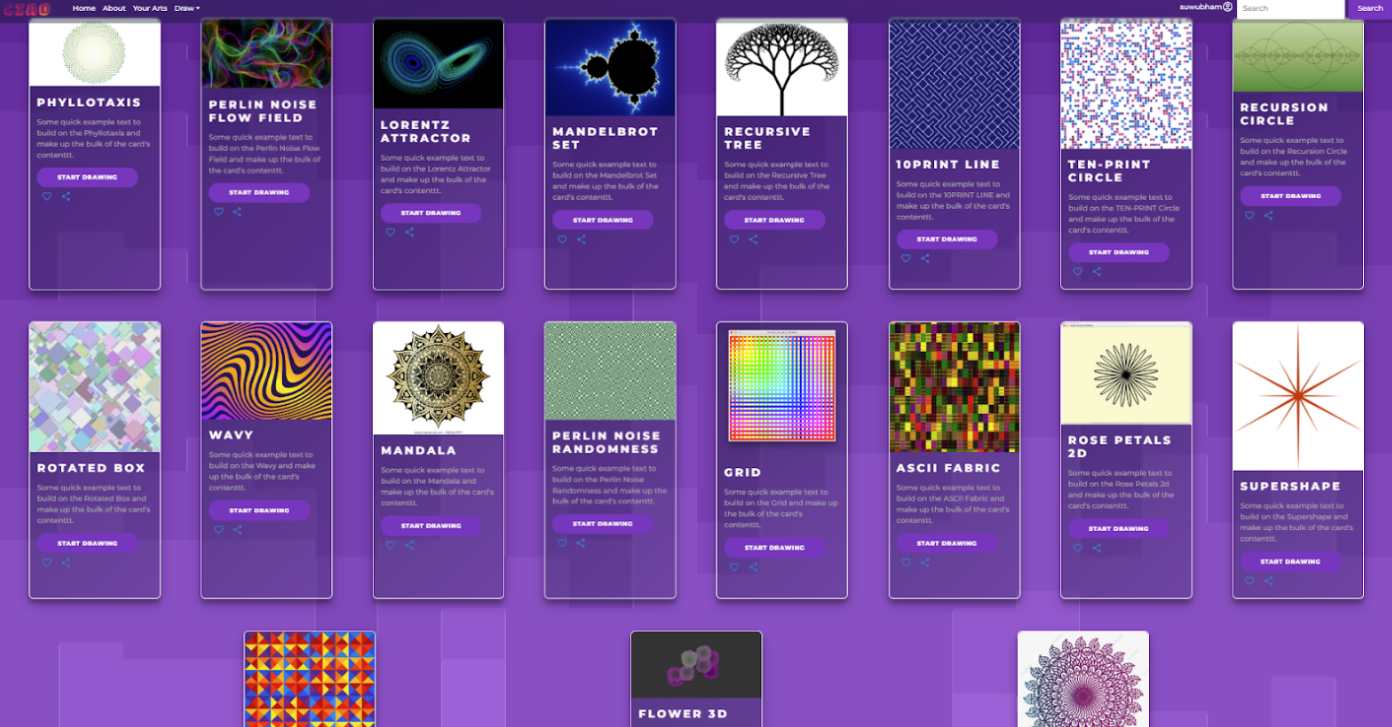 CIAO
Home About Your Arts Draw
suwubham
Search Search
PHYLLOTAXIS
Some quick example text to
build on the Phyllotaxis and
make up the bulk of the card's
contenttt.
START DRAWING
PERLIN NOISE
FLOW FIELD
Some quick example text to
build on the Perlin Noise Flow
Field and make up the bulk of
the card's contenttt.
START DRAWING
LORENTZ
ATTRACTOR
Some quick example text to
build on the Lorentz Attractor
and make up the bulk of the
card's contenttt.
START DRAWING
MANDELBROT
SET
Some quick example text to
build on the Mandelbrot Set
and make up the bulk of the
card's contenttt.
START DRAWING
RECURSIVE
TREE
Some quick example text to
build on the Recursive Tree
and make up the bulk of the
card's contenttt.
START DRAWING
10PRINT LINE
Some quick example text to
build on the 10PRINT LINE and
make up the bulk of the card's
contenttt.
START DRAWING
TEN-PRINT
CIRCLE
Some quick example text to
build on the TEN-PRINT Circle
and make up the bulk of the
card's contenttt.
START DRAWING
RECURSION
CIRCLE
Some quick example text to
build on the Recursion Circle
and make up the bulk of the
card's contenttt.
START DRAWING
ROTATED BOX
Some quick example text to
build on the Rotated Box and
make up the bulk of the card's
contenttt.
START DRAWING
WAVY
Some quick example text to
build on the Wavy and make
up the bulk of the card's
contenttt.
START DRAWING
MANDALA
Some quick example text to
build on the Mandala and
make up the bulk of the card's
contenttt.
START DRAWING
PERLIN NOISE
RANDOMNESS
Some quick example text to
build on the Perlin Noise
Randomness and make up the
bulk of the card's contenttt.
START DRAWING
GRID
Some quick example text to
build on the Grid and make up
the bulk of the card's
contenttt.
START DRAWING
ASCII FABRIC
Some quick example text to
build on the ASCII Fabric and
make up the bulk of the card's
contenttt.
START DRAWING
ROSE PETALS
2D
Some quick example text to
build on the Rose Petals 2d
and make up the bulk of the
card's contenttt.
START DRAWING
SUPERSHAPE
Some quick example text to
build on the Supershape and
make up the bulk of the card's
contenttt.
START DRAWING
FLOWER 3D